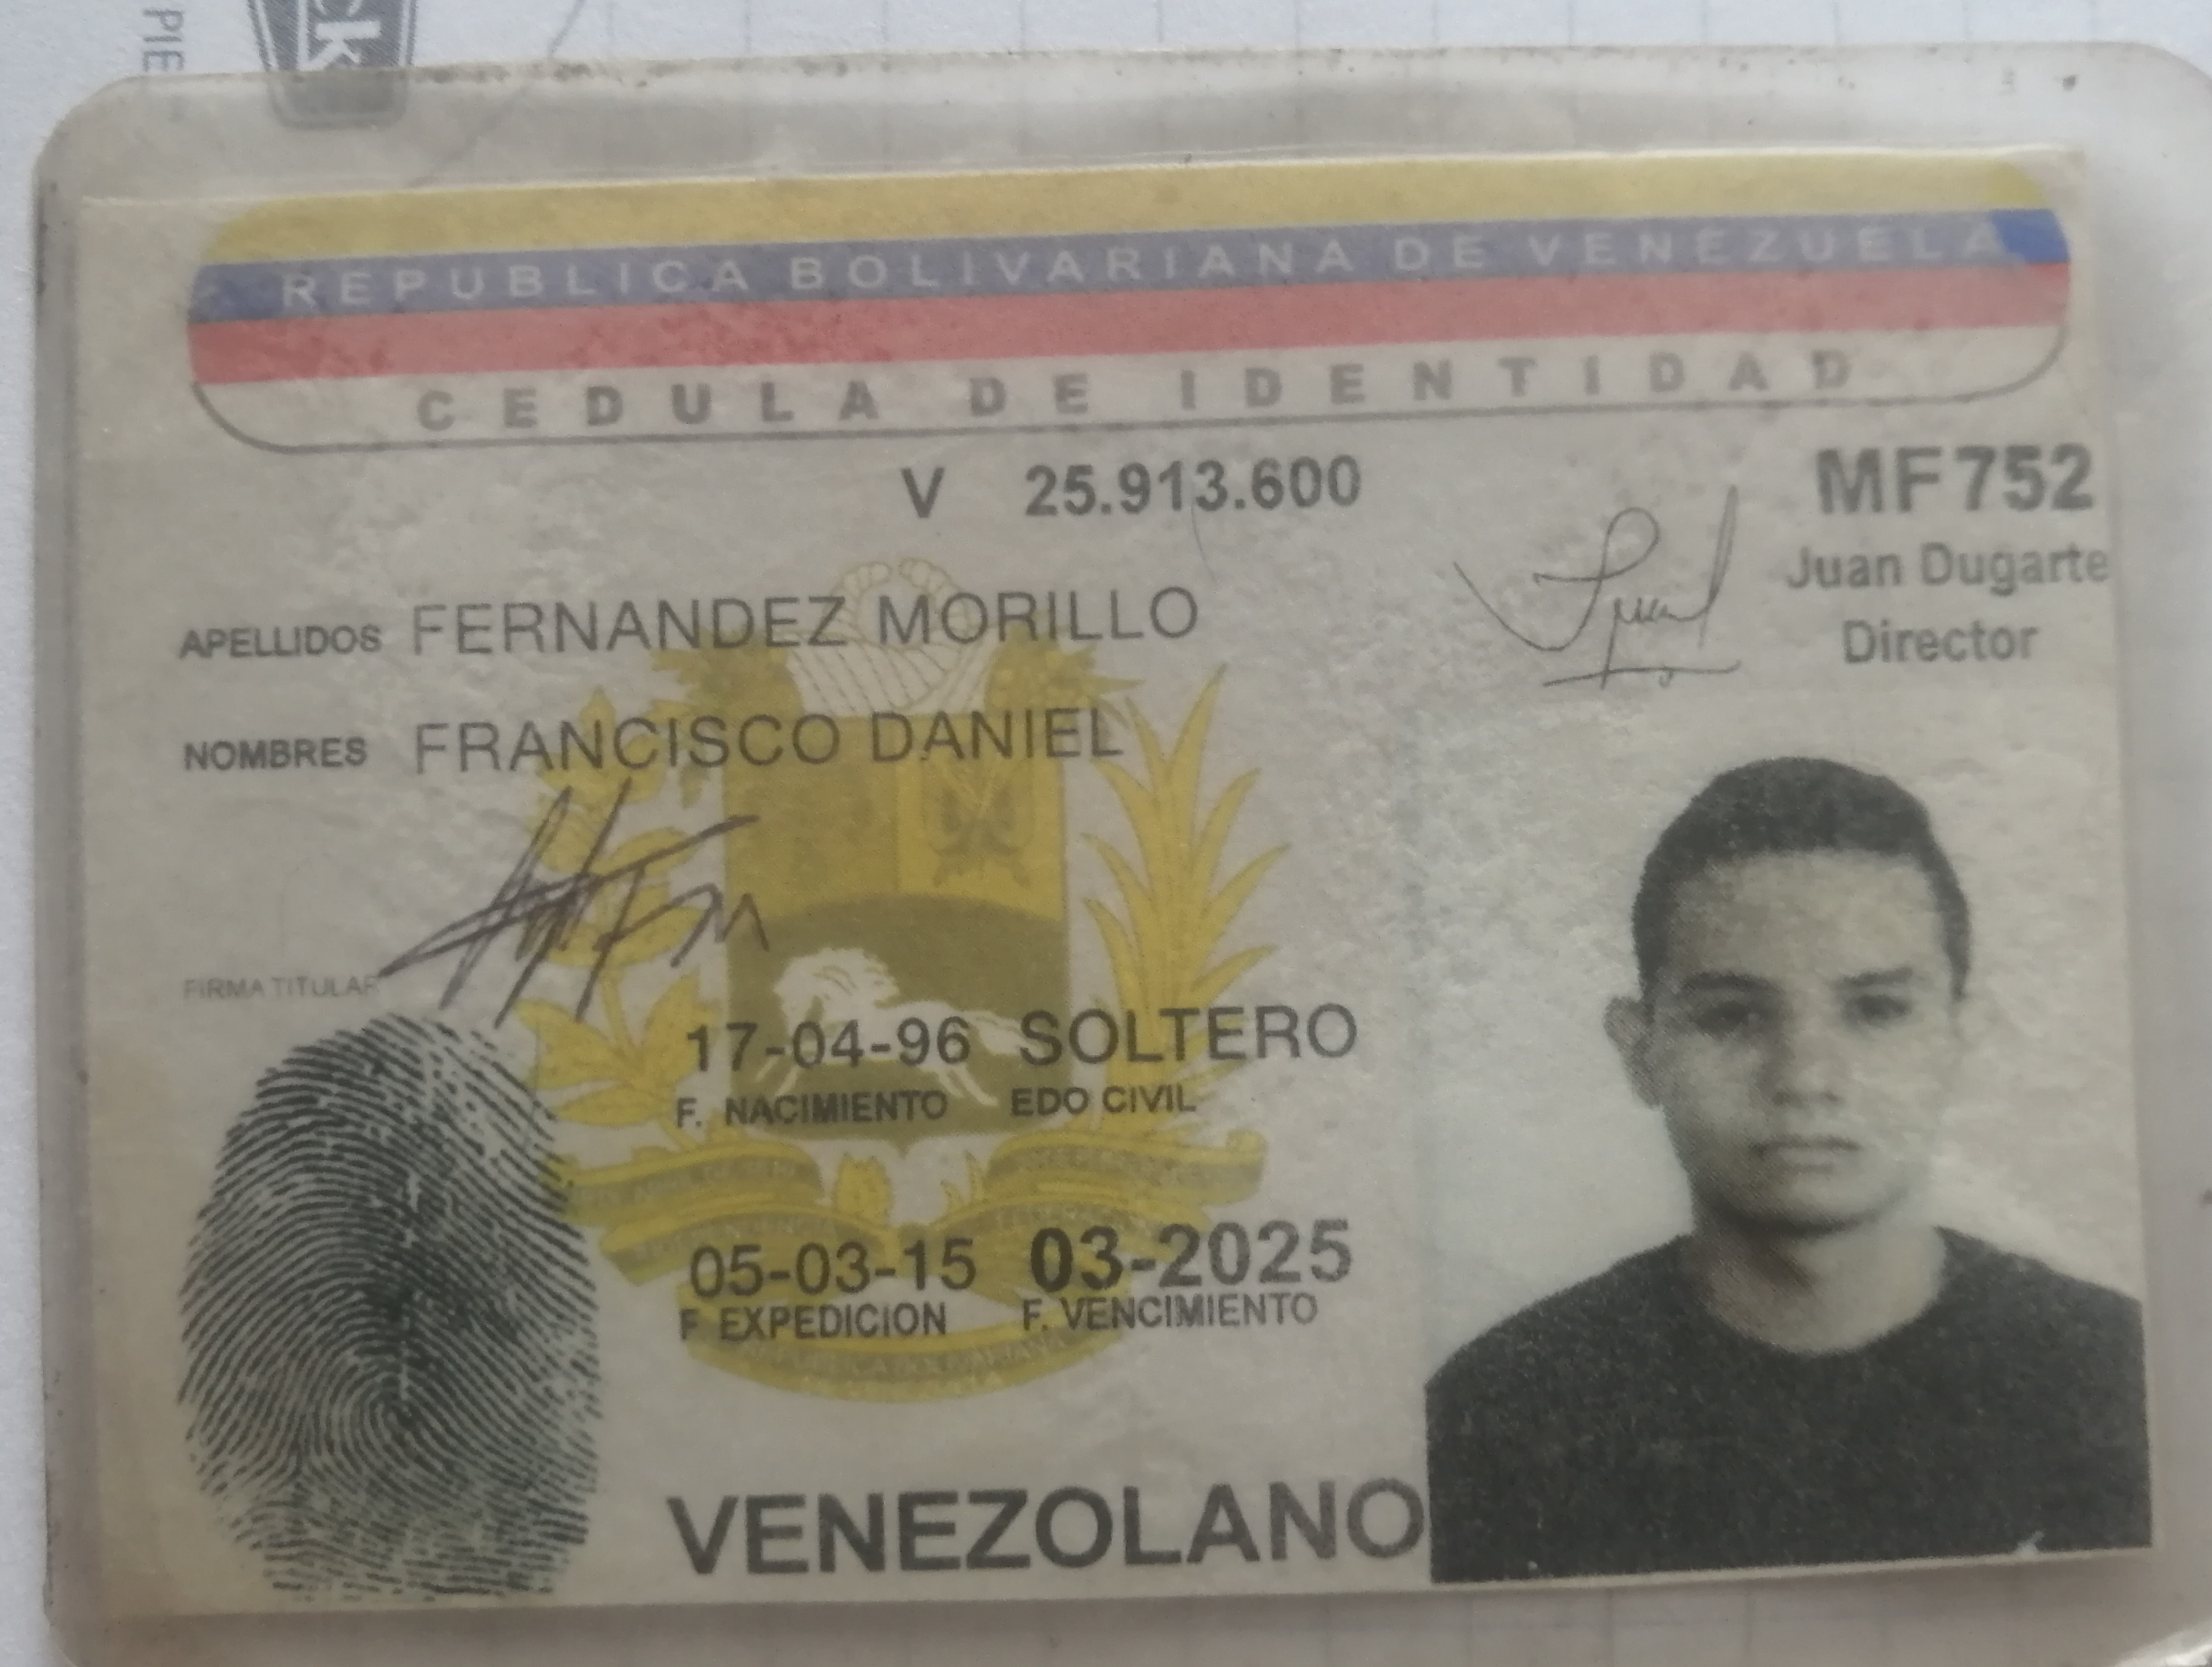 PIE
CK
REPUBLICA BOLIVARIANA DE VENEZUELA
CEDULA DE IDENTIDAD
V 25.913.600
MF752
Juan Dugarte
Director
APELLIDOS FERNANDEZ MORILLO
NOMBRES FRANCISCO DANIEL
FIRMA TITULAR
17-04-96 SOLTERO
F. NACIMIENTO EDO CIVIL
05-03-15 03-2025
F EXPEDICION F. VENCIMIENTO
VENEZOLANO